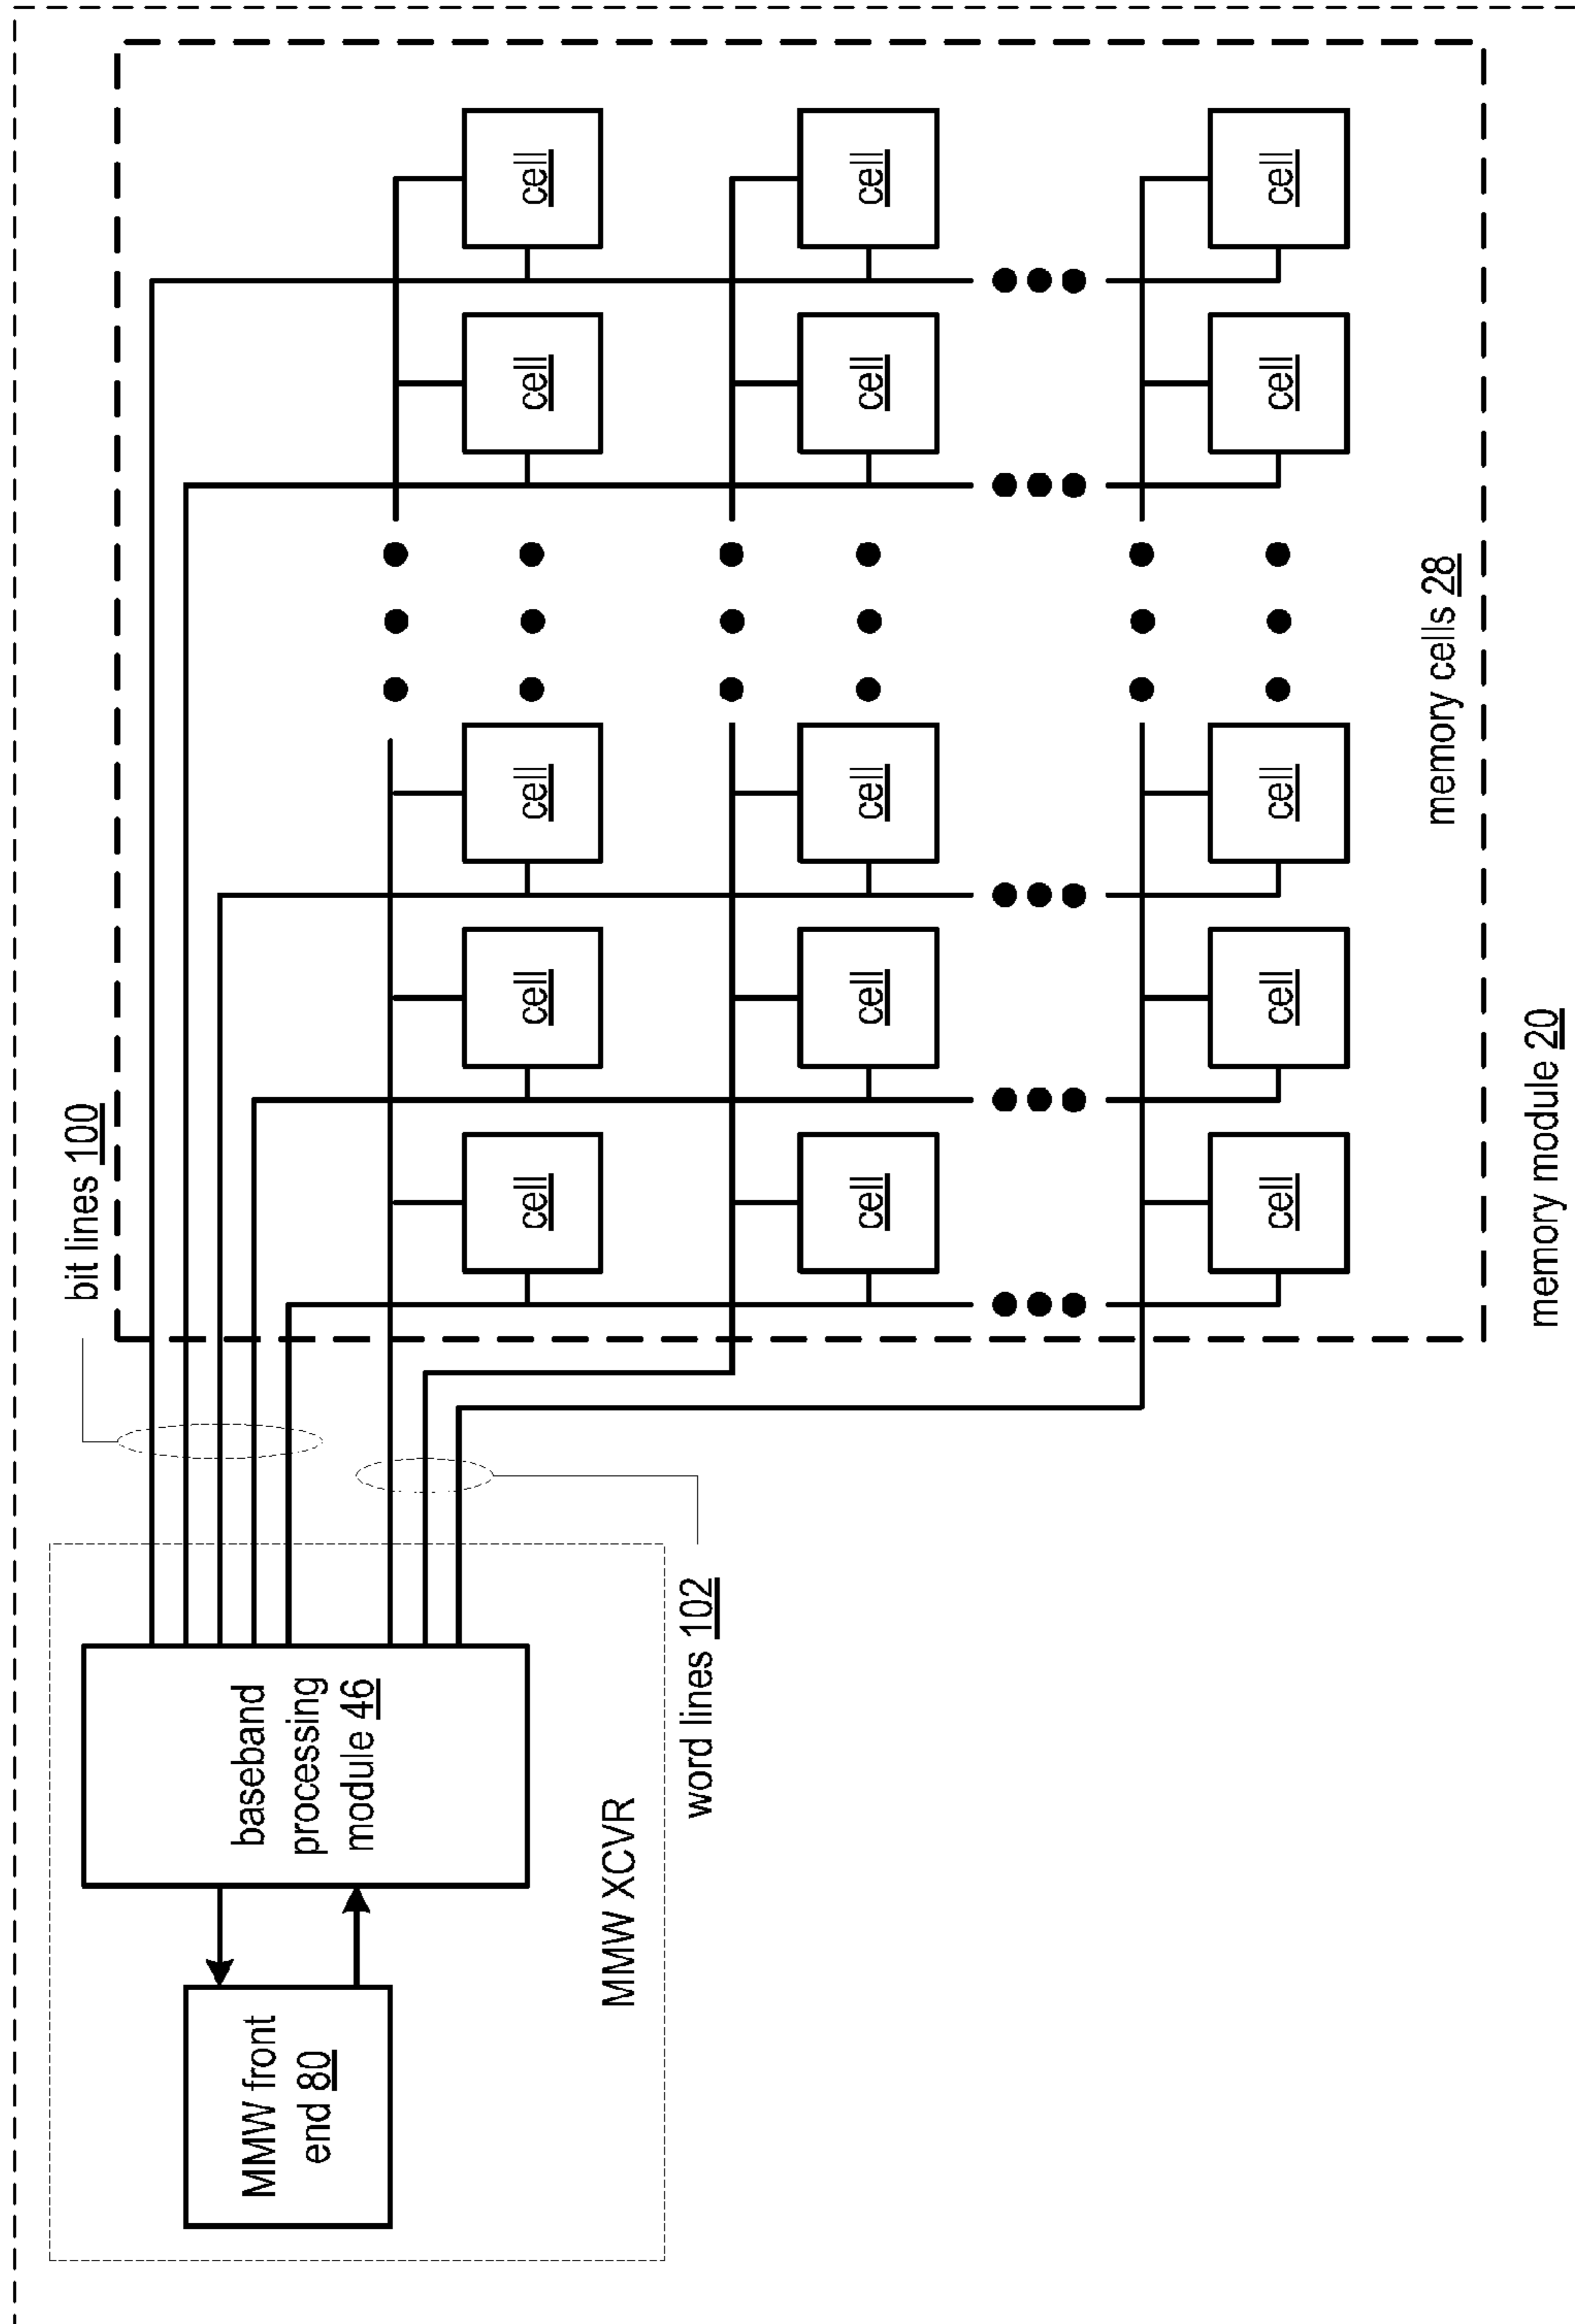 bit lines 100
MMW front
end 80
baseband
processing
module 46
cell
cell
cell
cell
cell
MMW XCVR
word lines 102
cell
cell
cell
cell
cell
cell
cell
cell
cell
cell
memory cells 28
memory module 20